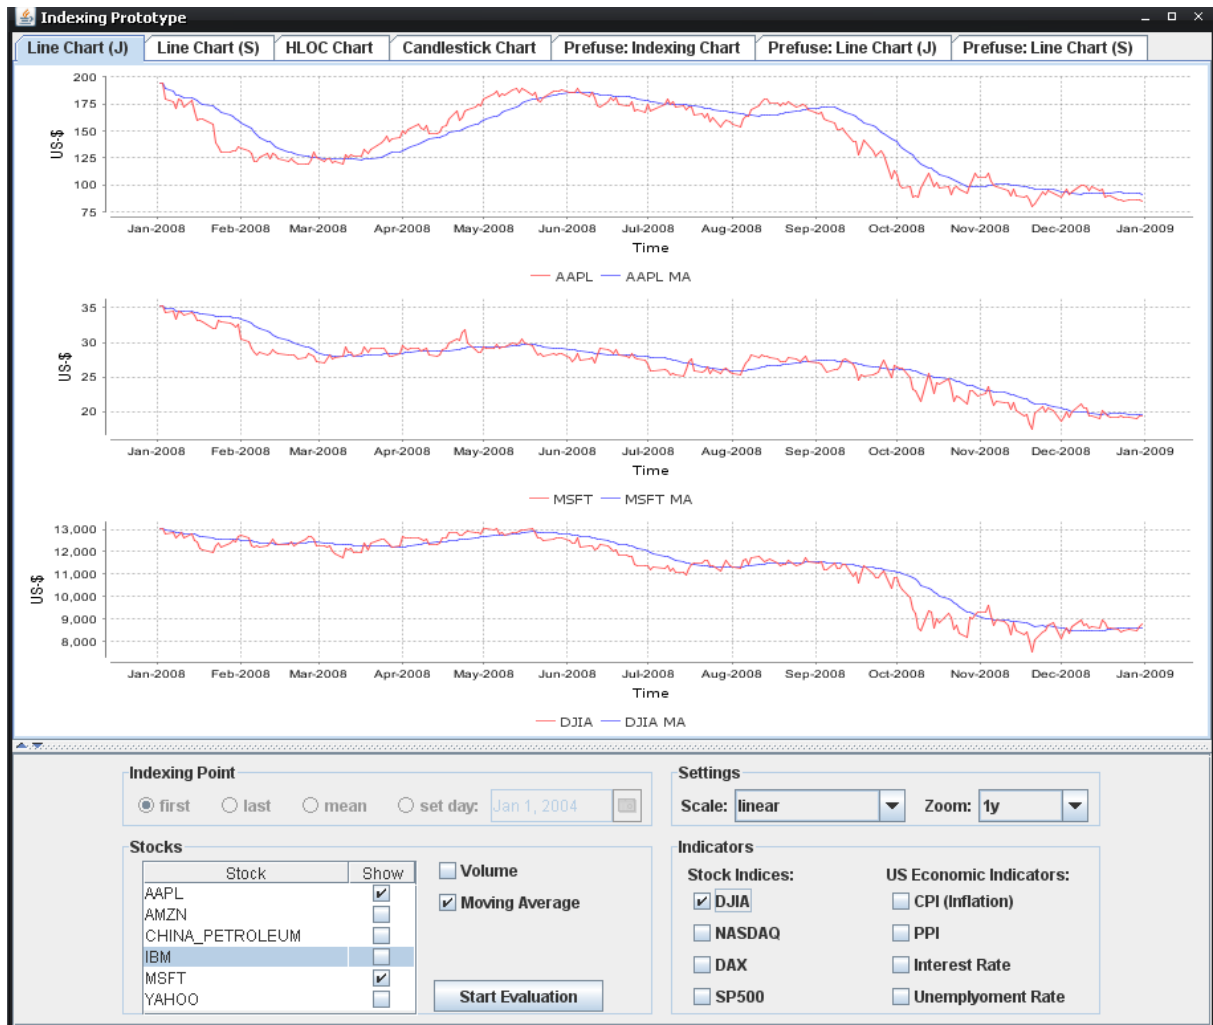 Indexing Prototype
Line Chart (J) Line Chart (S) HLOC Chart Candlestick Chart Prefuse: Indexing Chart Prefuse: Line Chart (J) Prefuse: Line Chart (S)
200
175
150
125
100
75
US-$
Jan-2008 Feb-2008 Mar-2008 Apr-2008 May-2008 Jun-2008 Jul-2008 Aug-2008 Sep-2008 Oct-2008 Nov-2008 Dec-2008 Jan-2009
Time
AAPL AAPL MA
35
30
25
20
US-$
Jan-2008 Feb-2008 Mar-2008 Apr-2008 May-2008 Jun-2008 Jul-2008 Aug-2008 Sep-2008 Oct-2008 Nov-2008 Dec-2008 Jan-2009
Time
MSFT MSFT MA
13,000
12,000
11,000
10,000
9,000
8,000
US-$
Jan-2008 Feb-2008 Mar-2008 Apr-2008 May-2008 Jun-2008 Jul-2008 Aug-2008 Sep-2008 Oct-2008 Nov-2008 Dec-2008 Jan-2009
Time
DJIA DJIA MA
Indexing Point
first last mean set day: Jan 1, 2004
Settings
Scale: linear Zoom: 1y
Stocks
Stock Show
AAPL
AMZN
CHINA_PETROLEUM
IBM
MSFT
YAHOO
Volume
Moving Average
Start Evaluation
Indicators
Stock Indices: US Economic Indicators:
DJIA CPI (Inflation)
NASDAQ PPI
DAX Interest Rate
SP500 Unemplyoment Rate